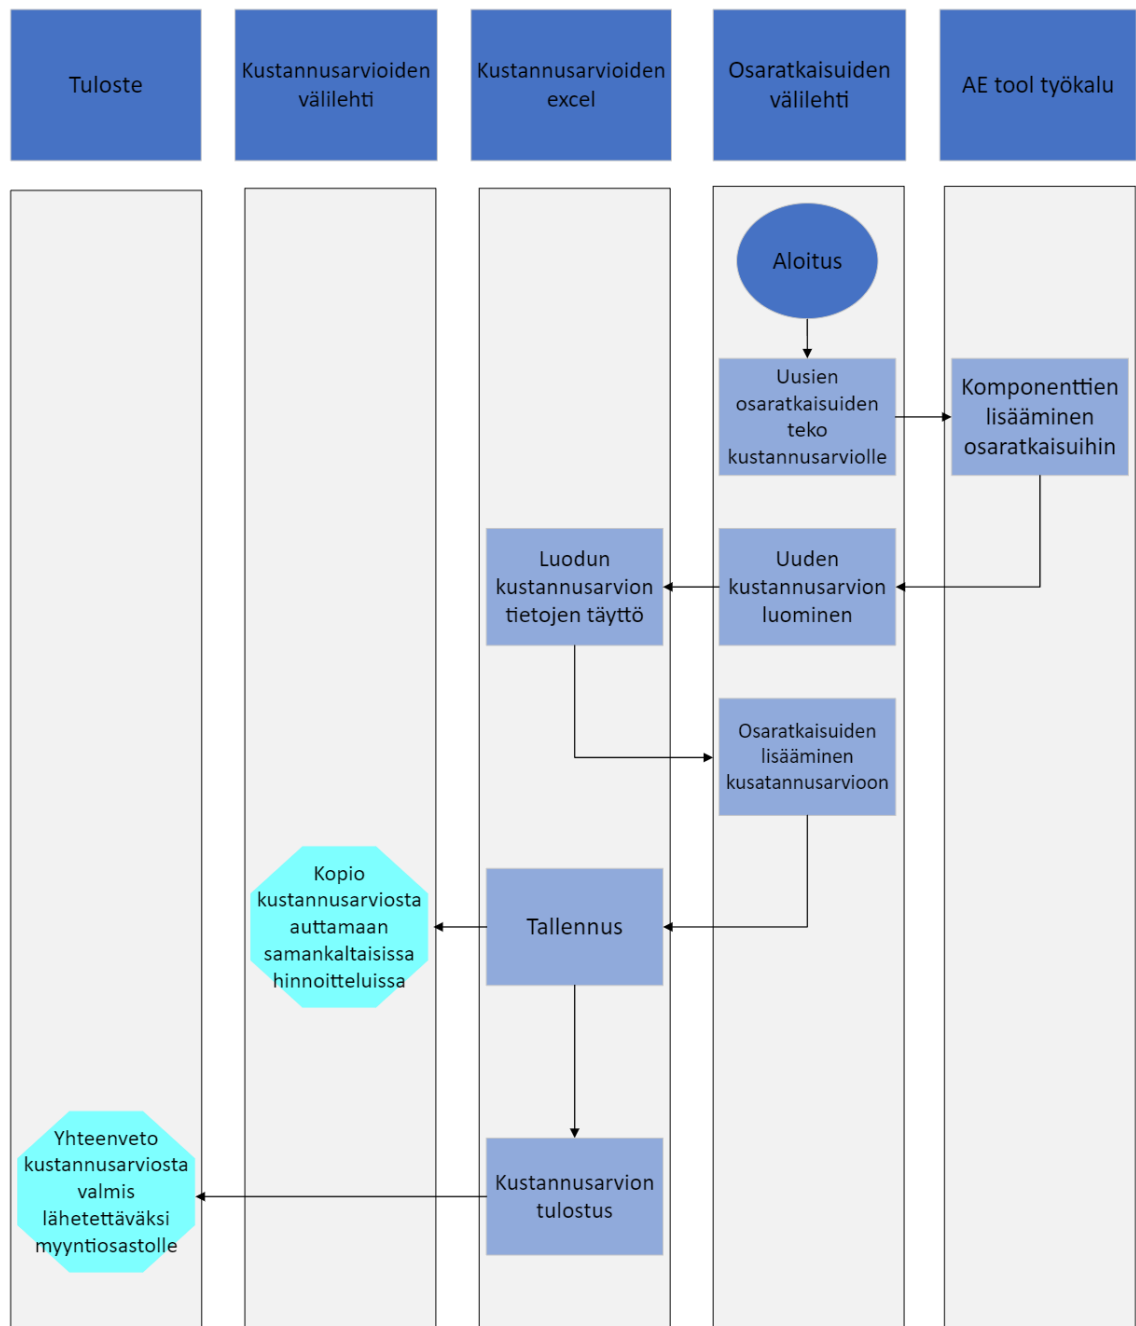 Tuloste
Kustannusarvioiden
välilehti
Kustannusarvioiden
excel
Osaratkaisuiden
välilehti
AE tool työkalu
Aloitus
Uusien
osaratkaisuiden
teko
kustannusarviolle
Komponenttien
lisääminen
osaratkaisuihin
Luodun
kustannusarvion
tietojen täyttö
Uuden
kustannusarvion
luominen
Osaratkaisuiden
lisääminen
kusatannusarvioon
Kopio
kustannusarviosta
auttamaan
samankaltaisissa
hinnoitteluissa
Tallennus
Yhteenveto
kustannusarviosta
valmis
lähetettäväksi
myyntiosastolle
Kustannusarvion
tulostus